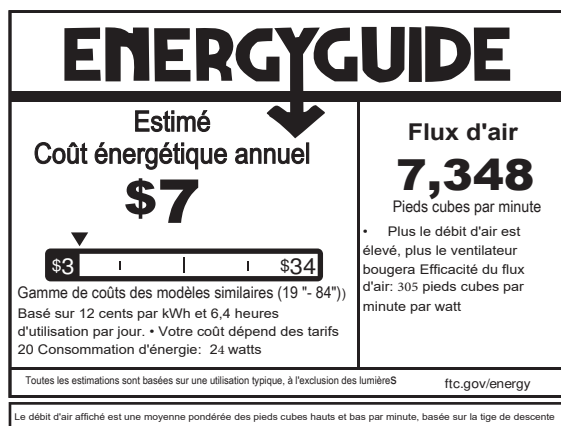 ENERGYGUIDE
Estimé
Coût énergétique annuel
$7
$3
$34
Gamme de coûts des modèles similaires (19 "- 84"))
Basé sur 12 cents par kWh et 6,4 heures
d'utilisation par jour. • Votre coût dépend des tarifs
20 Consommation d'énergie: 24 watts
Flux d'air
7,348
Pieds cubes par minute
• Plus le débit d'air est
élevé, plus le ventilateur
bougera Efficacité du flux
d'air: 305 pieds cubes par
minute par watt
Toutes les estimations sont basées sur une utilisation typique, à l'exclusion des lumièreS
ftc.gov/energy
Le débit d'air affiché est une moyenne pondérée des pieds cubes hauts et bas par minute, basée sur la tige de descente